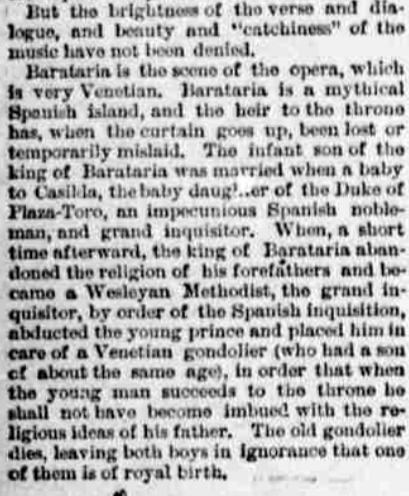 But the brightness of the verse and dia-
logue, and beauty and "catchiness" of the
music have not been denied.
Barataria is the scene of the opera, which
is very Venetian. Barataria is a mythical
Spanish island, and the heir to the throne
has, when the curtain goes up, been lost or
temporarily mislaid. The infant son of the
king of Barataria was married when a baby
to Casilda, the baby daug'..er of the Duke of
Plaza-Toro, an impecunious Spanish noble-
man, and grand inquisitor. When, a short
time afterward, the king of Barataria aban-
doned the religion of his forefathers and be-
came a Wesleyan Methodist, the grand in-
quisitor, by order of the Spanish inquisition,
abducted the young prince and placed him in
care of a Venetian gondolier (who had a son
of about the same age), in order that when
the young man succeeds to the throne he
shall not have become imbued with the re-
ligious ideas of his father. The old gondolier
dies, leaving both boys in ignorance that one
of them is of royal birth.